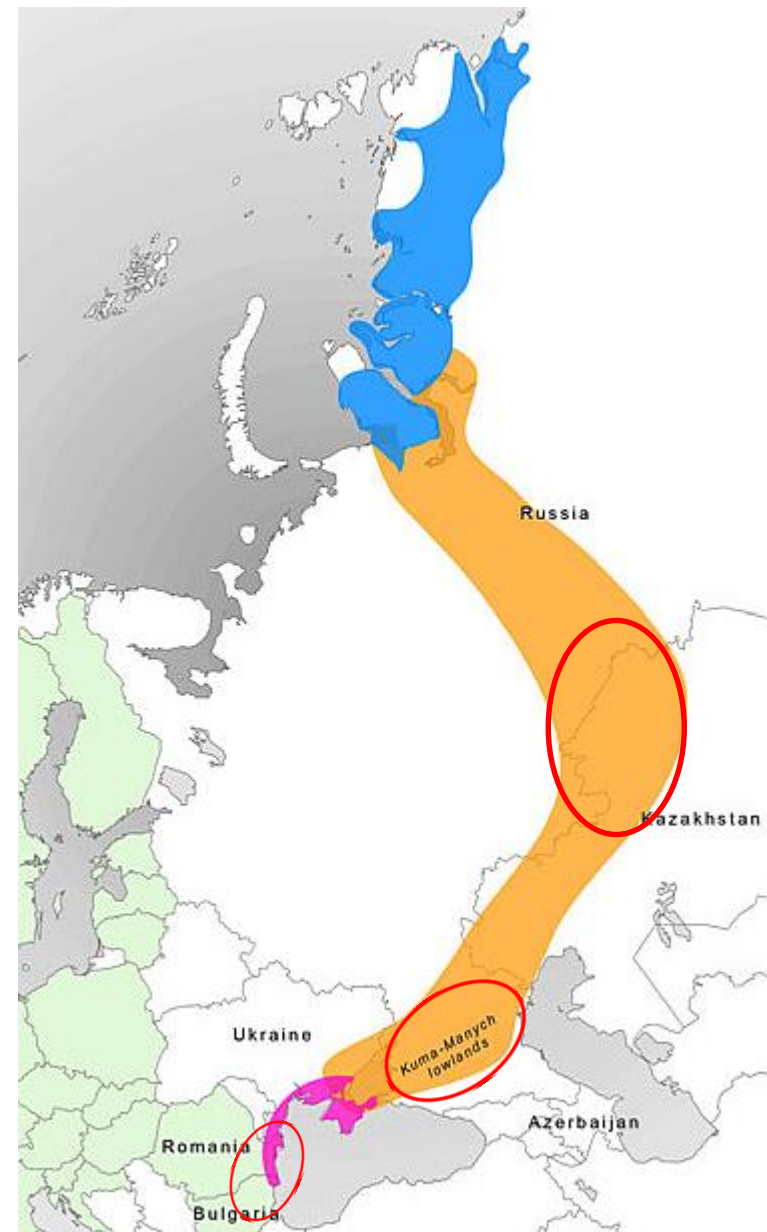 Russia
Kazakhstan
Kuma-Manych
lowlands
Ukraine
Azerbaijan
Romania
Bulgaria